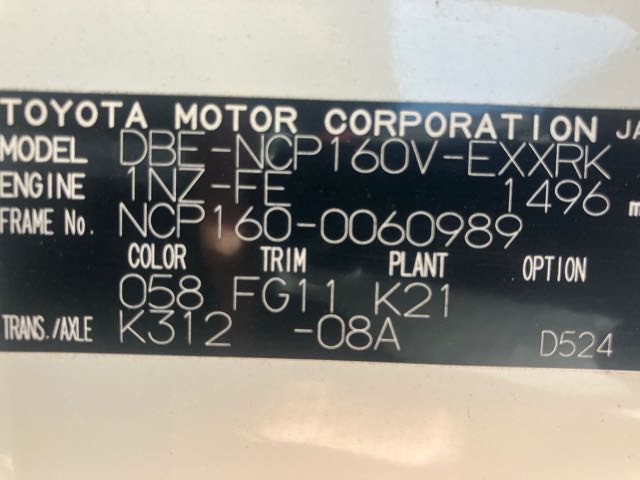 TOYOTA MOTOR CORPORATION JA
MODEL DBE-NCP160V-EXXRK
ENGINE 1NZ-FE 1496 m
FRAME No. NCP160-0060989
COLOR TRIM PLANT OPTION
058 FG11 K21
TRANS./AXLE K312 -08A D524